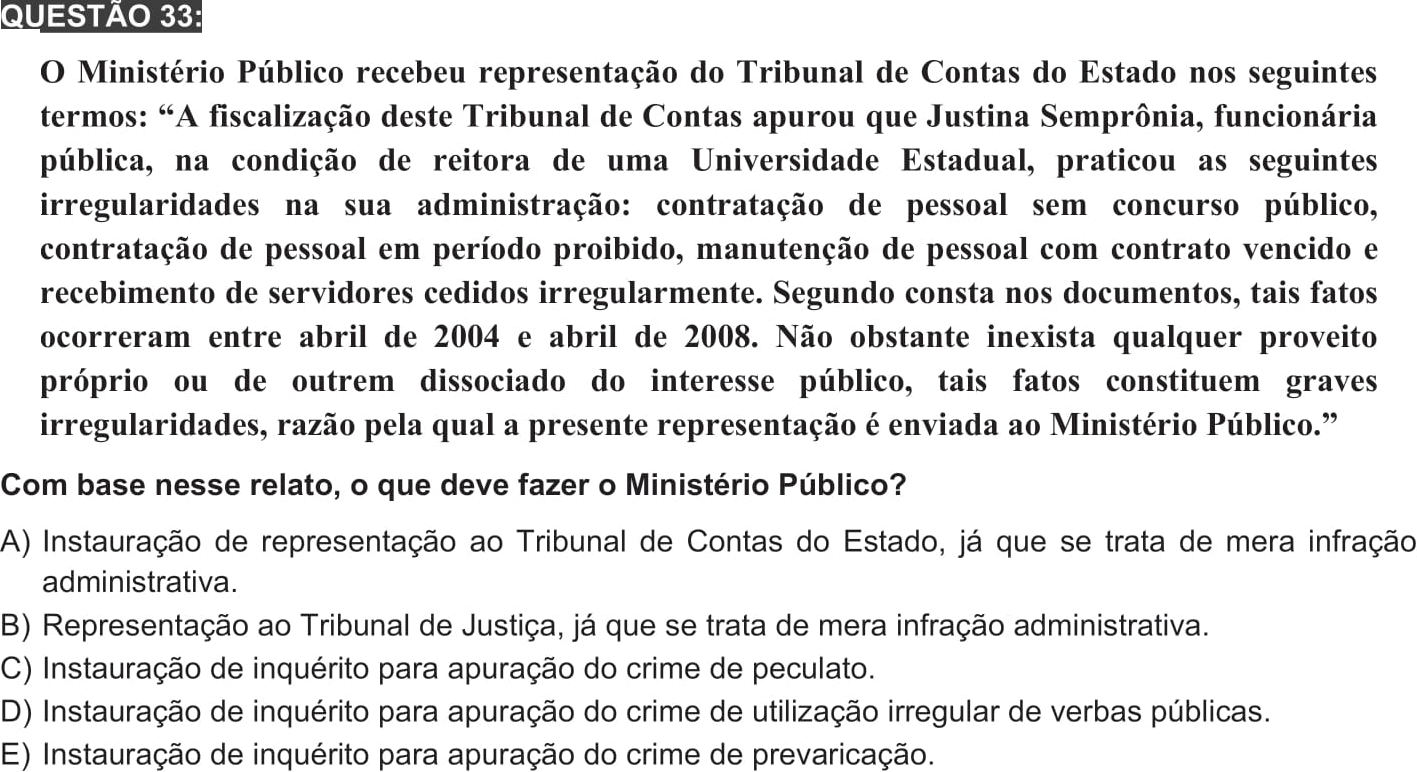 QUESTÃO 33:
O Ministério Público recebeu representação do Tribunal de Contas do Estado nos seguintes
termos: “A fiscalização deste Tribunal de Contas apurou que Justina Semprônia, funcionária
pública, na condição de reitora de uma Universidade Estadual, praticou as seguintes
irregularidades na sua administração: contratação de pessoal sem concurso público,
contratação de pessoal em período proibido, manutenção de pessoal com contrato vencido e
recebimento de servidores cedidos irregularmente. Segundo consta nos documentos, tais fatos
ocorreram entre abril de 2004 e abril de 2008. Não obstante inexista qualquer proveito
próprio ou de outrem dissociado do interesse público, tais fatos constituem graves
irregularidades, razão pela qual a presente representação é enviada ao Ministério Público.”
Com base nesse relato, o que deve fazer o Ministério Público?
A) Instauração de representação ao Tribunal de Contas do Estado, já que se trata de mera infração
administrativa.
B) Representação ao Tribunal de Justiça, já que se trata de mera infração administrativa.
C) Instauração de inquérito para apuração do crime de peculato.
D) Instauração de inquérito para apuração do crime de utilização irregular de verbas públicas.
E) Instauração de inquérito para apuração do crime de prevaricação.